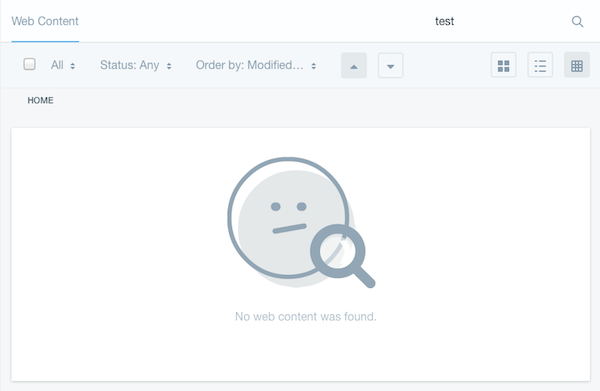 Web Content test
All Status: Any Order by: Modified...
HOME
No web content was found.